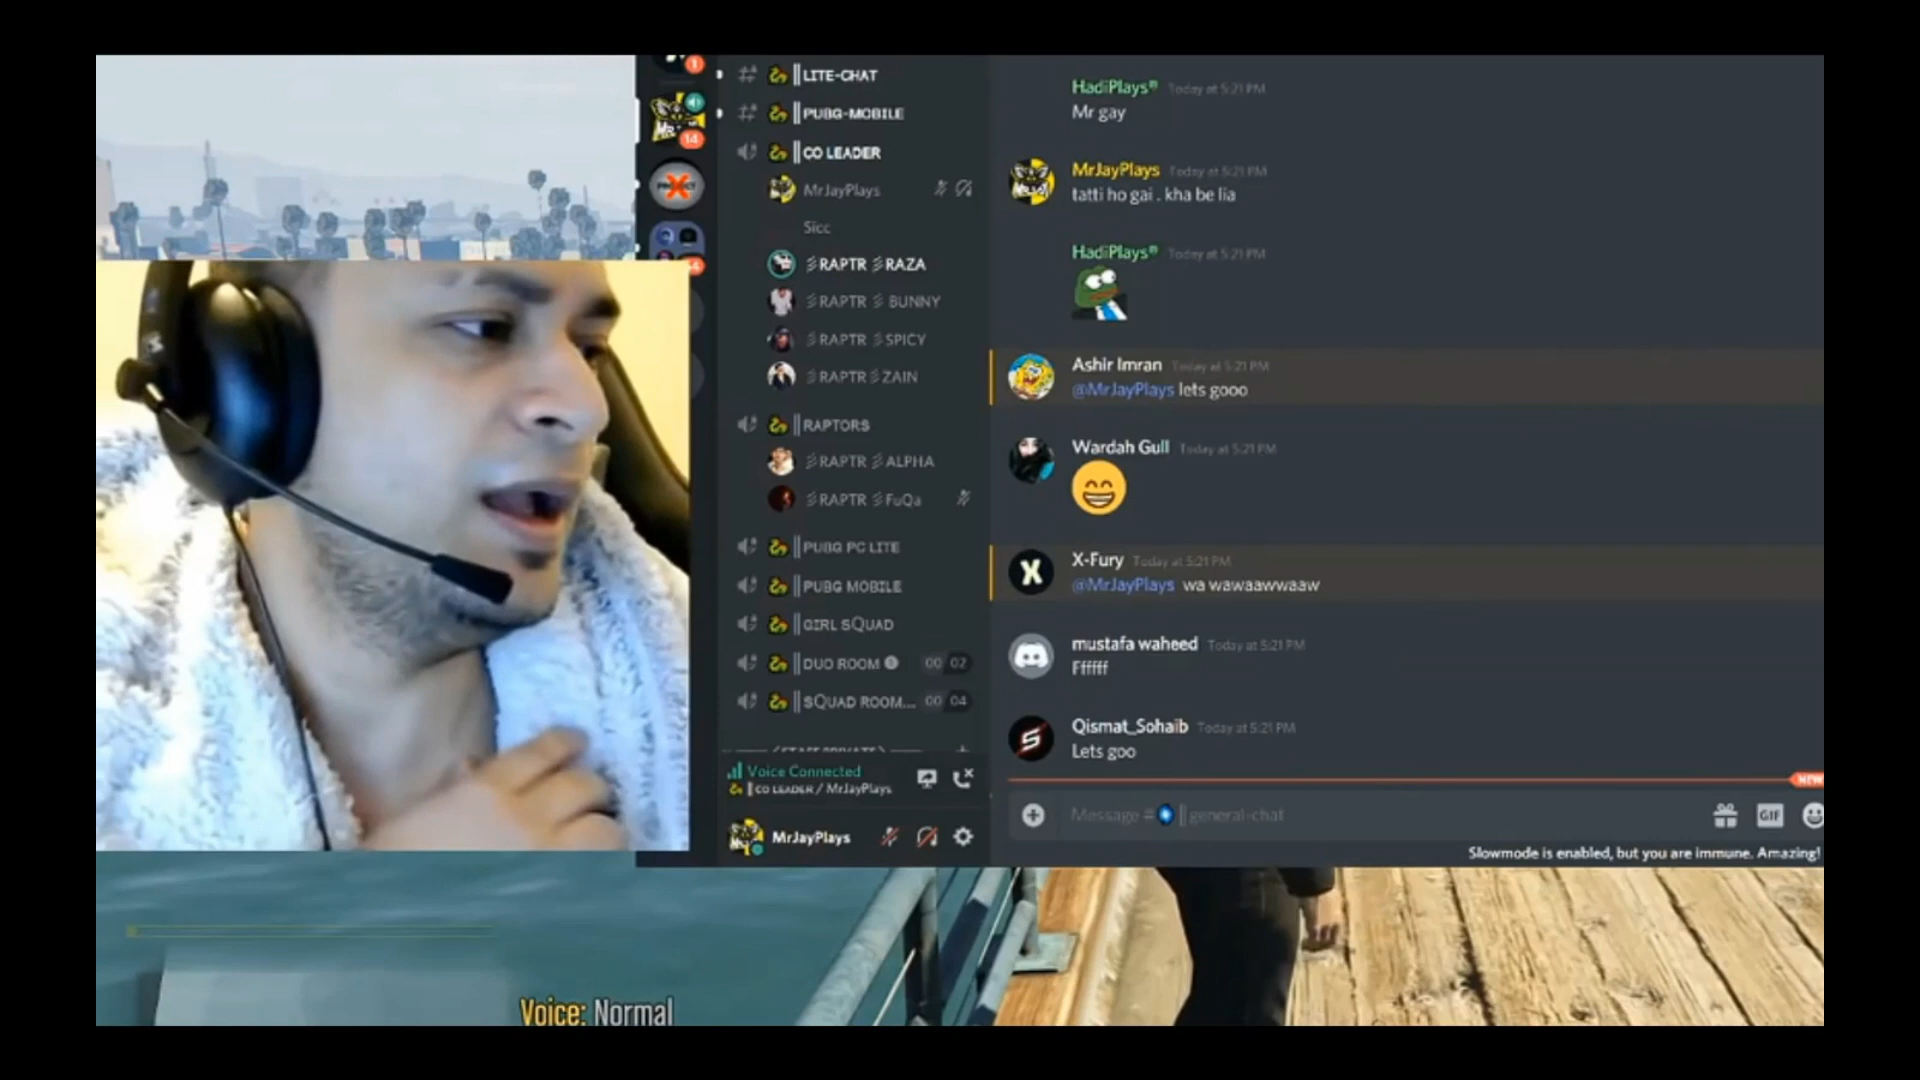 LITE-CHAT
PUBG-MOBILE
CO LEADER
MrJayPlays
Sicc
RAPTR RAZA
RAPTR BUNNY
RAPTR SPICY
RAPTR ZAIN
RAPTORS
RAPTR ALPHA
RAPTR FuQa
PUBG PC LITE
PUBG MOBILE
GIRL SQUAD
DUO ROOM 00 02
SQUAD ROOM... 00 04
Voice Connected
CO LEADER / MrJayPlays
MrJayPlays
1
14
HadiPlays Today at 5:21 PM
Mr gay
MrJayPlays Today at 5:21 PM
tatti ho gai . kha be lia
HadiPlays Today at 5:21 PM
Ashir Imran Today at 5:21 PM
@MrJayPlays lets gooo
Wardah Gull Today at 5:21 PM
X-Fury Today at 5:21 PM
@MrJayPlays wa wawaawwaaw
mustafa waheed Today at 5:21 PM
Ffffff
Qismat_Sohaib Today at 5:21 PM
Lets goo
NEW
Message # general-chat
GIF
Slowmode is enabled, but you are immune. Amazing!
Voice: Normal